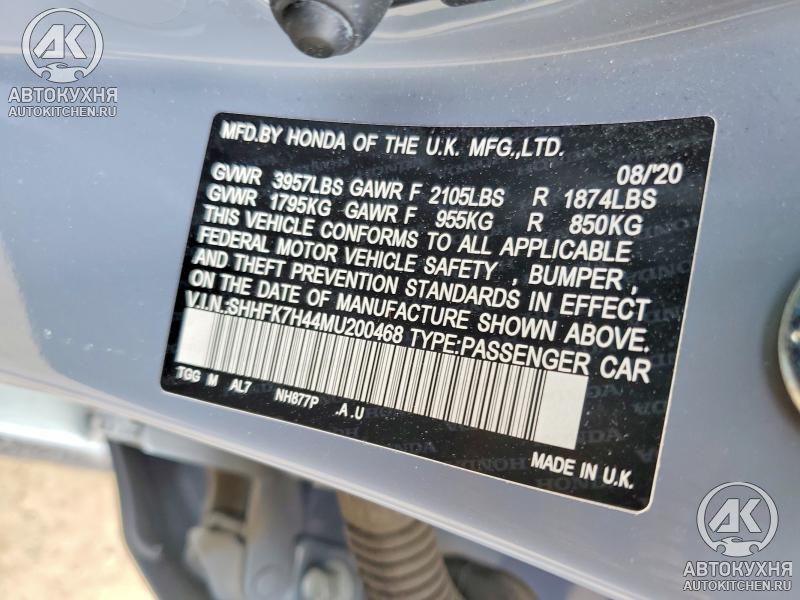 АК
АВТОКУХНЯ
AUTOKITCHEN.RU
MFD.BY HONDA OF THE U.K. MFG.,LTD.
08/'20
GVWR 3957LBS GAWR F 2105LBS R 1874LBS
GVWR 1795KG GAWR F 955KG R 850KG
THIS VEHICLE CONFORMS TO ALL APPLICABLE
FEDERAL MOTOR VEHICLE SAFETY , BUMPER ,
AND THEFT PREVENTION STANDARDS IN EFFECT
ON THE DATE OF MANUFACTURE SHOWN ABOVE.
V.I.N.:SHHFK7H44MU200468 TYPE:PASSENGER CAR
TGG M AL7 NH877P .A.U
MADE IN U.K.
АК
АВТОКУХНЯ
AUTOKITCHEN.RU